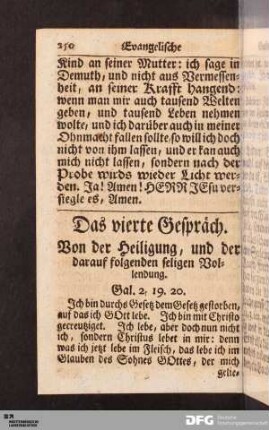 250 Evangelische
Kind an seiner Mutter: ich sage in
Demuth, und nicht aus Vermessen-
heit, an seiner Krafft hangend:
wenn man mir auch tausend Welten
geben, und tausend Leben nehmen
wolte, und ich darüber auch in meiner
Ohnmacht fallen sollte so will ich doch
nicht von ihm lassen, und er kan auch
mich nicht lassen, sondern nach der
Probe wirds wieder Licht wer-
den. Ja! Amen! HERR JEsu ver-
siegle es, Amen.
Das vierte Gespräch.
Von der Heiligung, und der
darauf folgenden seligen Vol-
lendung.
Gal. 2, 19. 20.
Ich bin durchs Gesetz dem Gesetz gestorben,
auf das ich GOtt lebe. Ich bin mit Christo
gecreutziget. Ich lebe, aber doch nun nicht
ich, sondern Christus lebet in mir: denn
was ich jetzt lebe im Fleisch, das lebe ich im
Glauben des Sohnes GOttes, der mich
gelie-
DFG Deutsche
Forschungsgemeinschaft